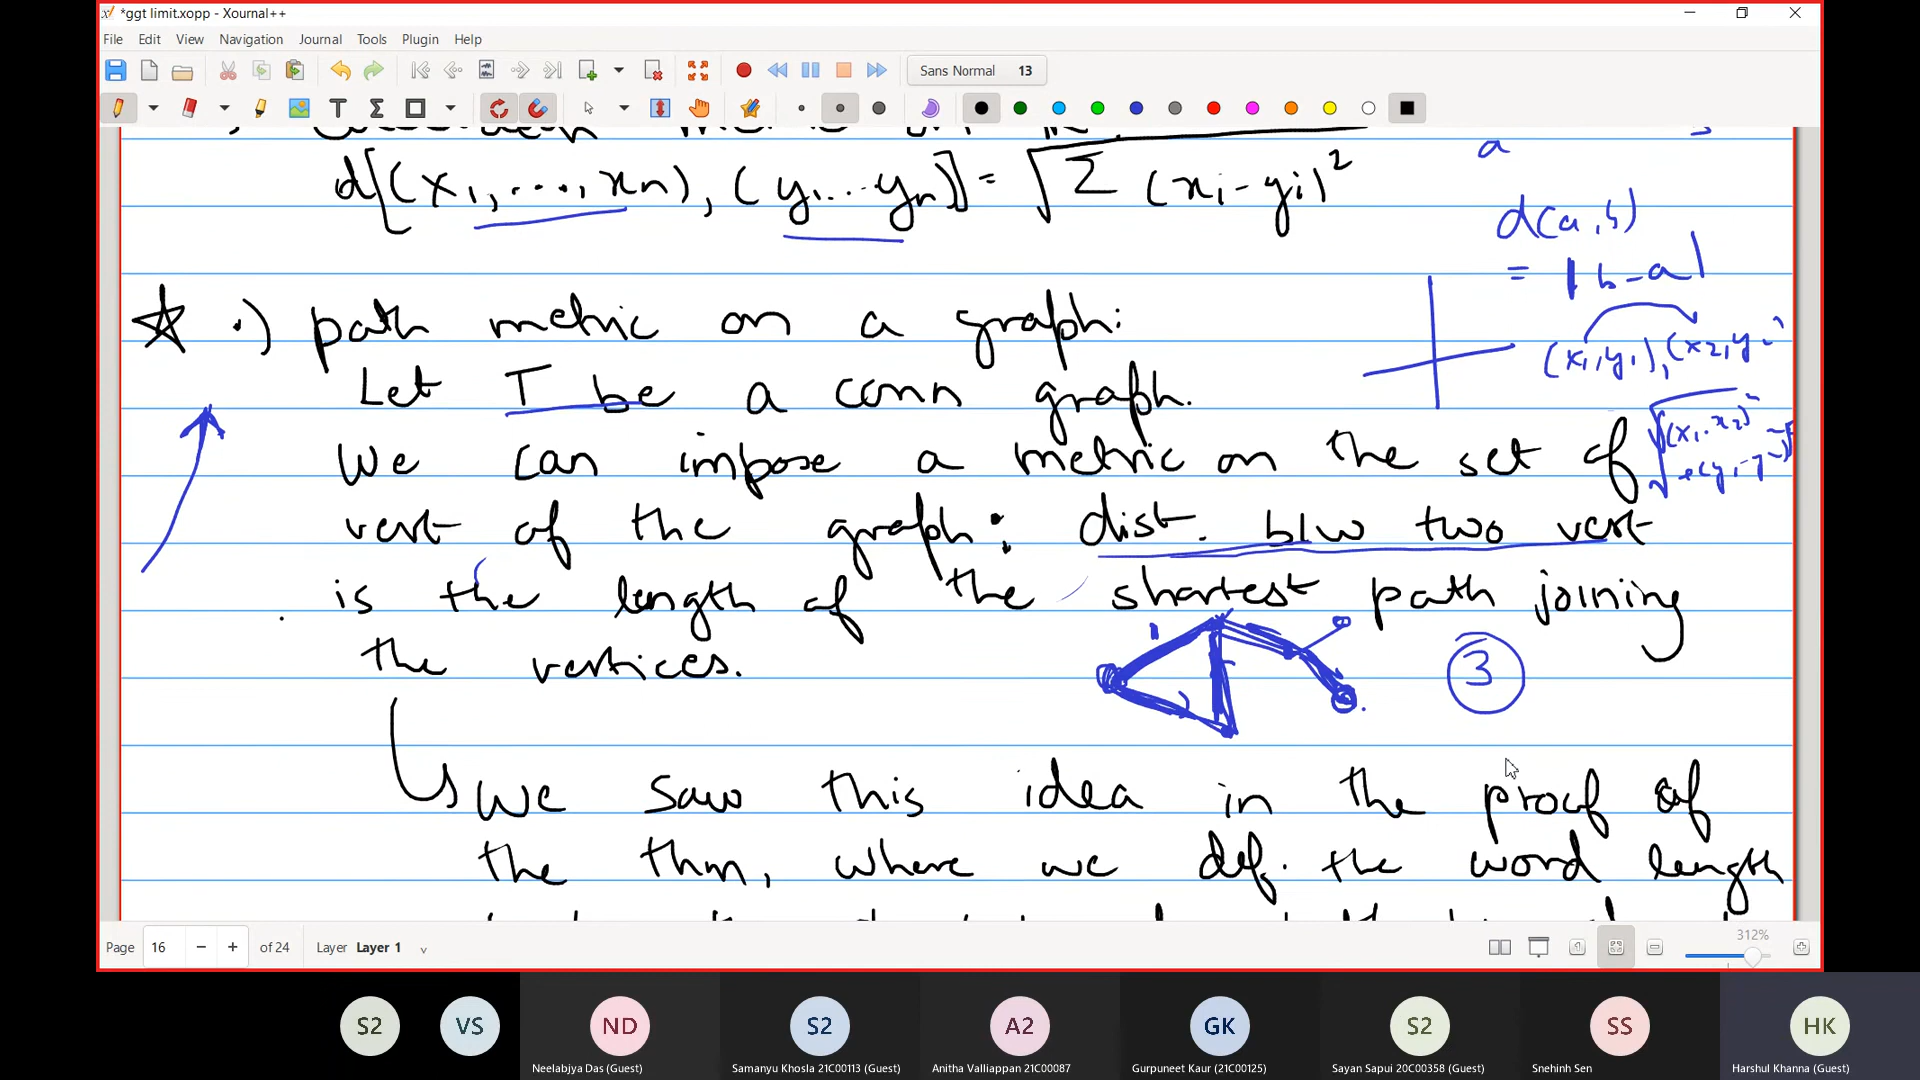 *ggt limit.xopp - Xournal++
File Edit View Navigation Journal Tools Plugin Help
Sans Normal 13
d[(x1,...,xn), (y1...yn)] = √Σ (xi-yi)²
a
d(a,b)
= |b-a|
(x1,y1),(x2,y2)
·) path metric on a graph:
Let T be a conn graph.
We can impose a metric on the set of
vert of the graph: dist. b/w two vert
is the length of the shortest path joining
the vertices.
3
We saw this idea in the proof of
the thm, where we def. the word length
Page 16 of 24 Layer Layer 1
312%
S2 VS ND S2 A2 GK S2 SS HK
Neelabjya Das (Guest) Samanyu Khosla 21C00113 (Guest) Anitha Valliappan 21C00087 Gurpuneet Kaur (21C00125) Sayan Sapui 20C00358 (Guest) Snehinh Sen Harshul Khanna (Guest)